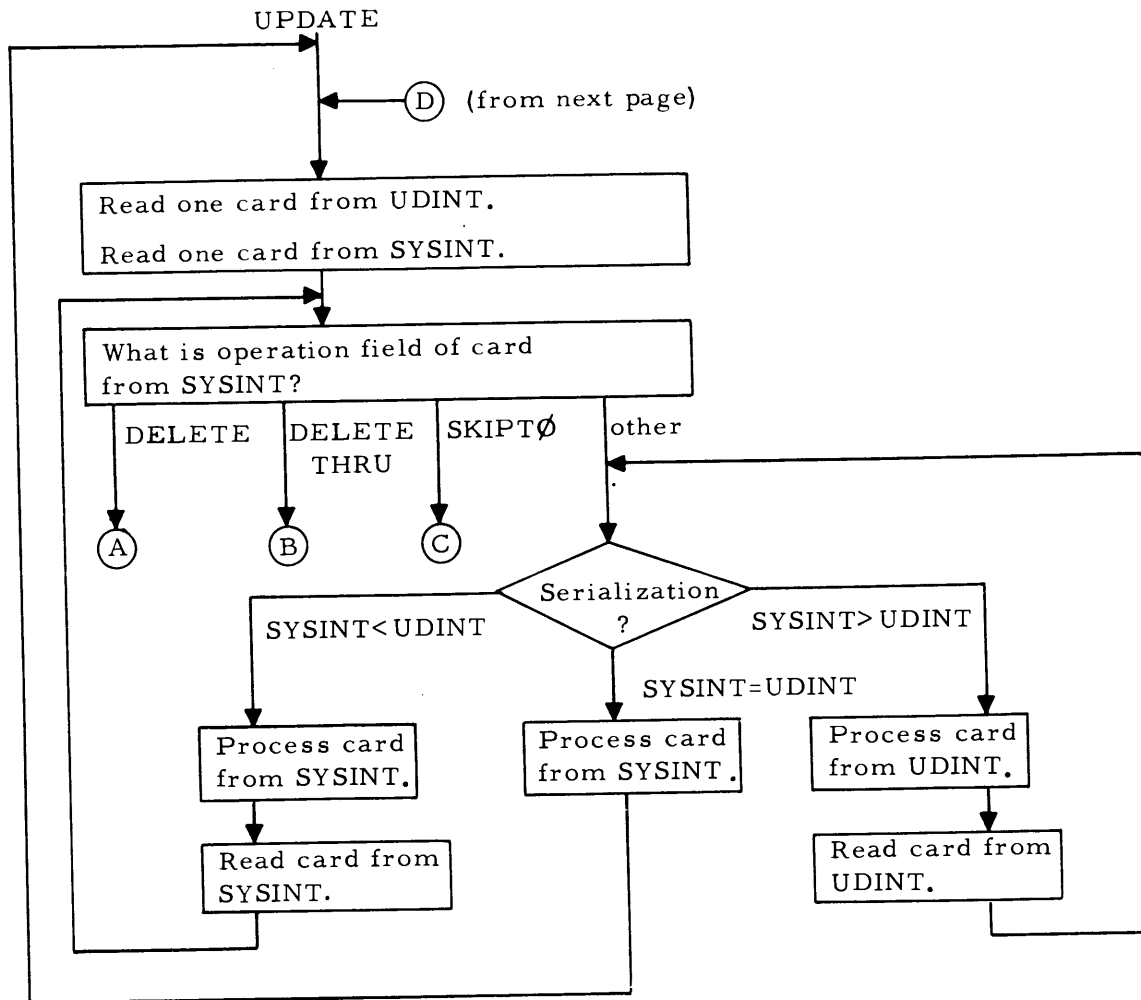 UPDATE
D (from next page)
Read one card from UDINT.
Read one card from SYSINT.
What is operation field of card
from SYSINT?
DELETE
DELETE
THRU
SKIPTØ
other
A
B
C
Serialization
?
SYSINT<UDINT
SYSINT=UDINT
SYSINT>UDINT
Process card
from SYSINT.
Process card
from SYSINT.
Process card
from UDINT.
Read card from
SYSINT.
Read card from
UDINT.